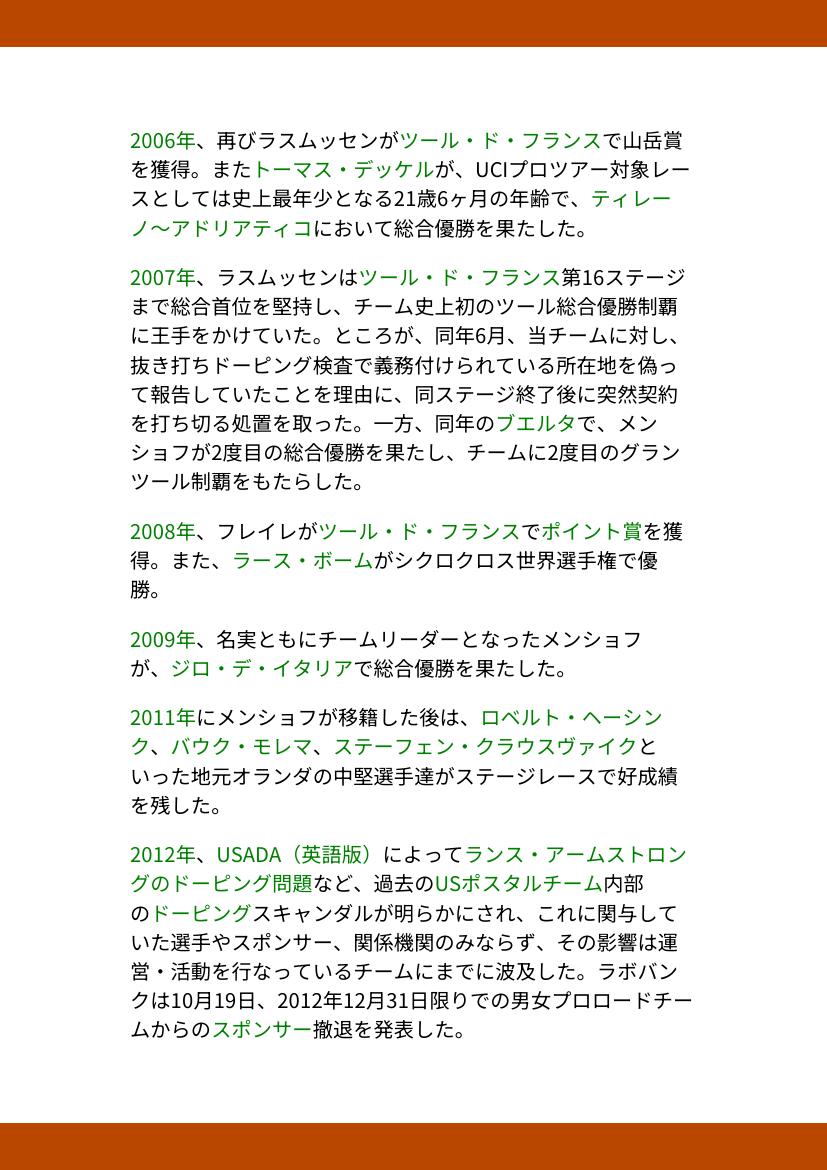 2006年、再びラスムッセンがツール・ド・フランスで山岳賞
を獲得。またトーマス・デッケルが、UCIプロツアー対象レー
スとしては史上最年少となる21歳6ヶ月の年齢で、ティレー
ノ～アドリアティコにおいて総合優勝を果たした。
2007年、ラスムッセンはツール・ド・フランス第16ステージ
まで総合首位を堅持し、チーム史上初のツール総合優勝制覇
に王手をかけていた。ところが、同年6月、当チームに対し、
抜き打ちドーピング検査で義務付けられている所在地を偽っ
て報告していたことを理由に、同ステージ終了後に突然契約
を打ち切る処置を取った。一方、同年のブエルタで、メン
ショフが2度目の総合優勝を果たし、チームに2度目のグラン
ツール制覇をもたらした。
2008年、フレイレがツール・ド・フランスでポイント賞を獲
得。また、ラース・ボームがシクロクロス世界選手権で優
勝。
2009年、名実ともにチームリーダーとなったメンショフ
が、ジロ・デ・イタリアで総合優勝を果たした。
2011年にメンショフが移籍した後は、ロベルト・ヘーシン
ク、バウク・モレマ、ステーフェン・クラウスヴァイクと
いった地元オランダの中堅選手達がステージレースで好成績
を残した。
2012年、USADA（英語版）によってランス・アームストロン
グのドーピング問題など、過去のUSポスタルチーム内部
のドーピングスキャンダルが明らかにされ、これに関与して
いた選手やスポンサー、関係機関のみならず、その影響は運
営・活動を行なっているチームにまでに波及した。ラボバン
クは10月19日、2012年12月31日限りでの男女プロロードチー
ムからのスポンサー撤退を発表した。